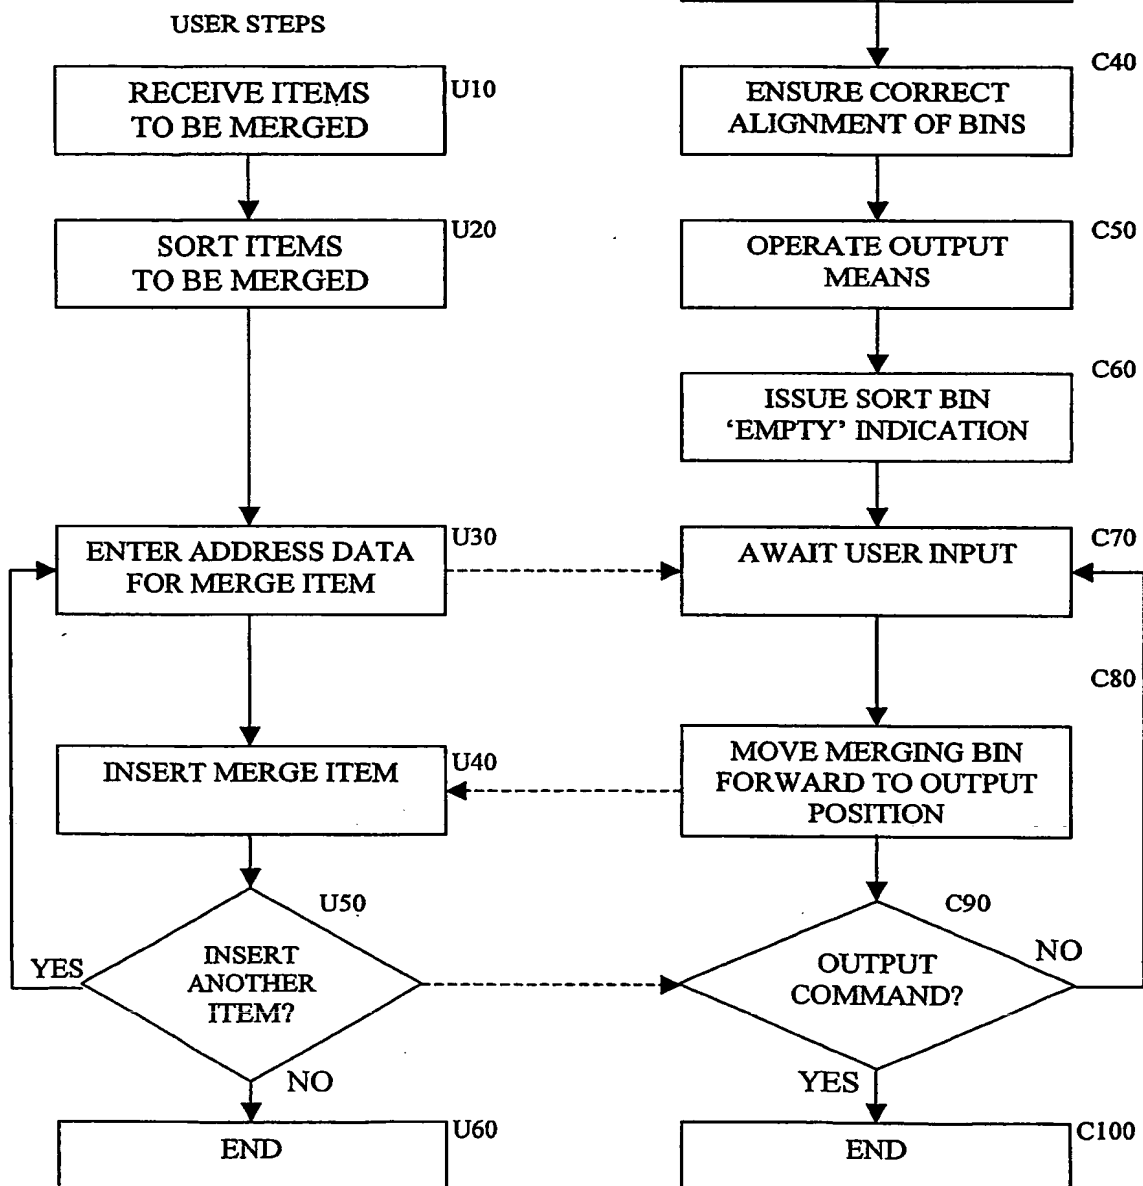 USER STEPS
RECEIVE ITEMS
TO BE MERGED
U10
SORT ITEMS
TO BE MERGED
U20
ENTER ADDRESS DATA
FOR MERGE ITEM
U30
INSERT MERGE ITEM
U40
U50
INSERT
ANOTHER
ITEM?
YES
NO
END
U60
C40
ENSURE CORRECT
ALIGNMENT OF BINS
C50
OPERATE OUTPUT
MEANS
C60
ISSUE SORT BIN
‘EMPTY’ INDICATION
C70
AWAIT USER INPUT
C80
MOVE MERGING BIN
FORWARD TO OUTPUT
POSITION
C90
OUTPUT
COMMAND?
NO
YES
END
C100